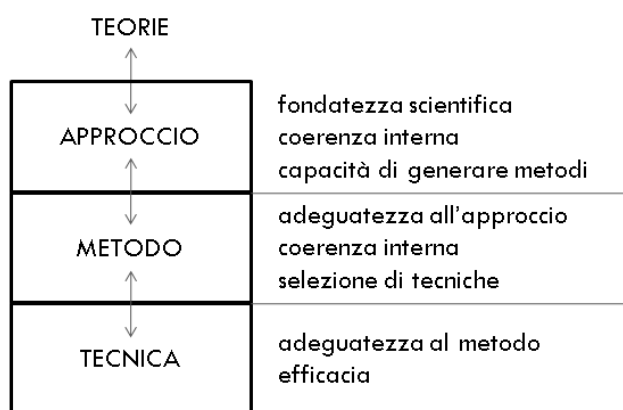 TEORIE
APPROCCIO
fondatezza scientifica
coerenza interna
capacità di generare metodi
METODO
adeguatezza all'approccio
coerenza interna
selezione di tecniche
TECNICA
adeguatezza al metodo
efficacia